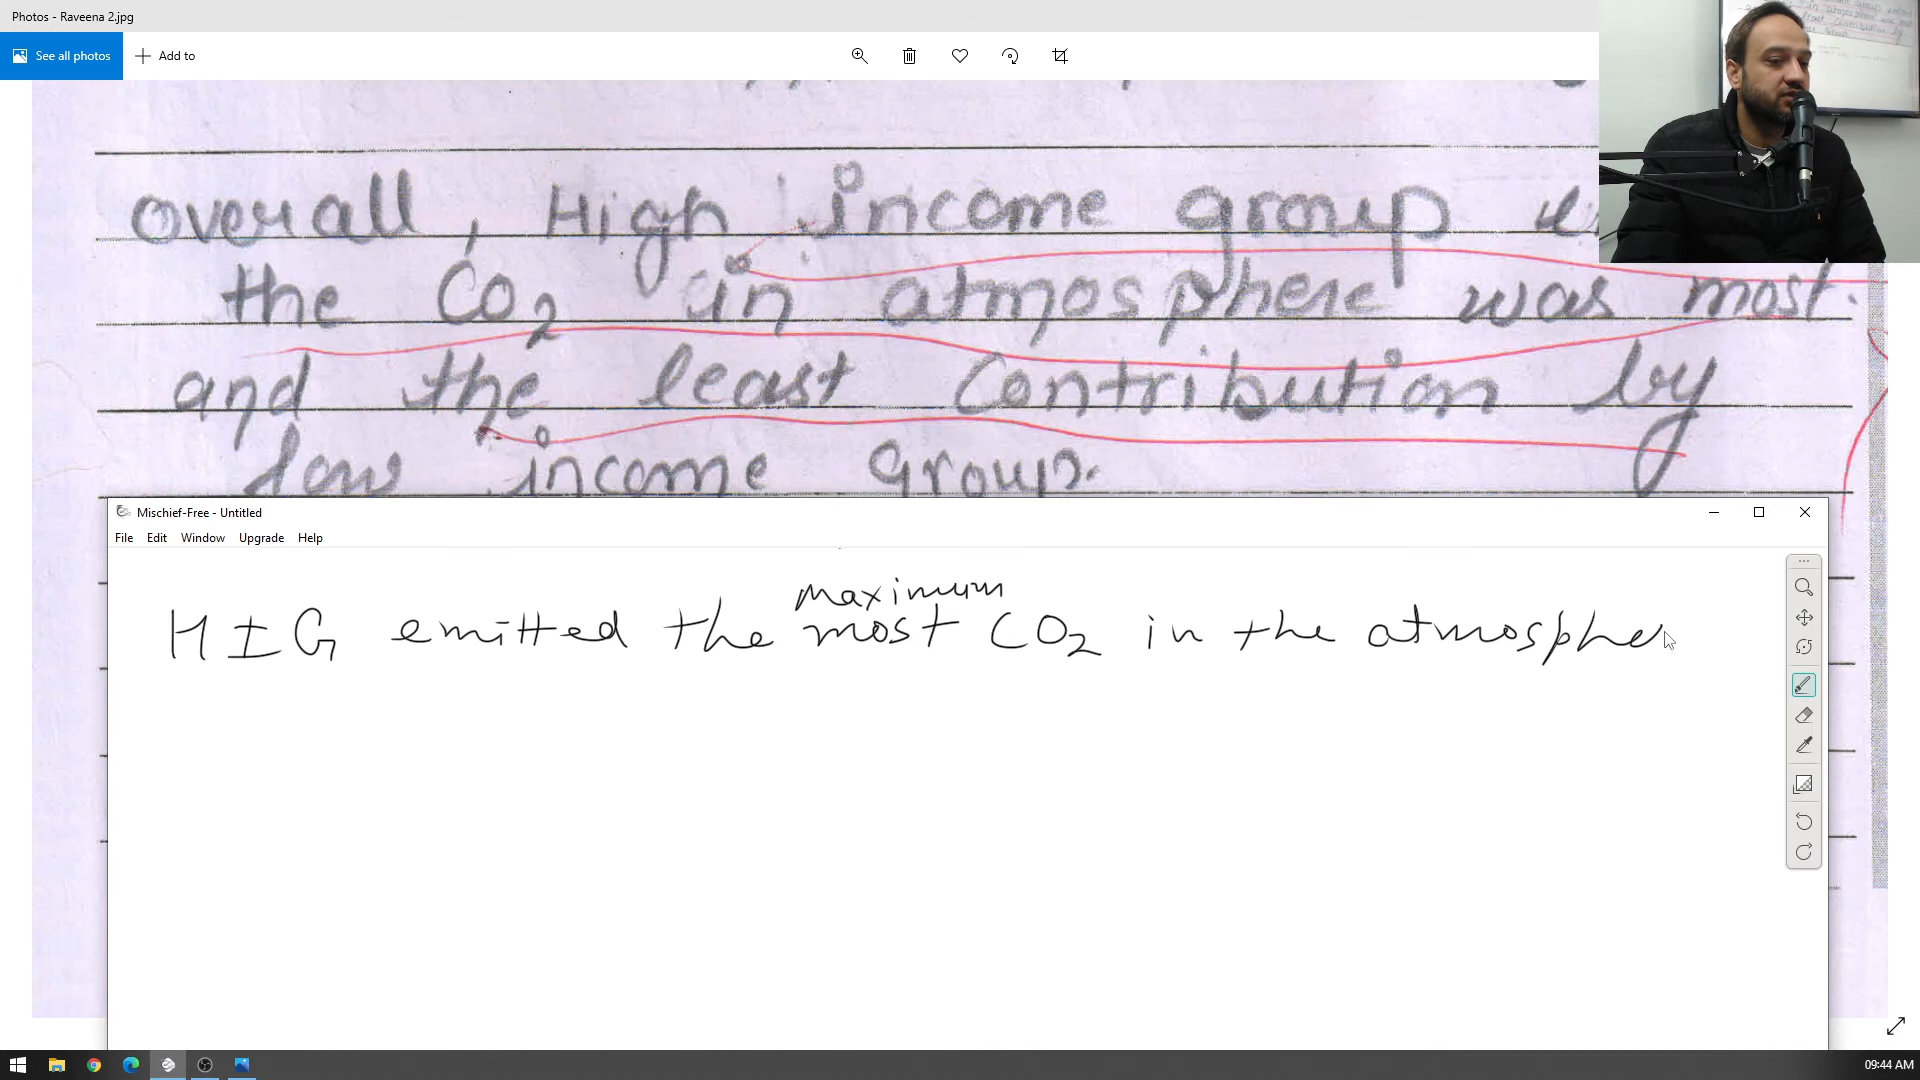 Photos - Raveena 2.jpg
See all photos
Add to
Overall, High income group
the CO2 in atmosphere was most.
and the least Contribution by
low income group.
Mischief-Free - Untitled
File Edit Window Upgrade Help
maximum
HIG emitted the most CO2 in the atmosphe
09:44 AM